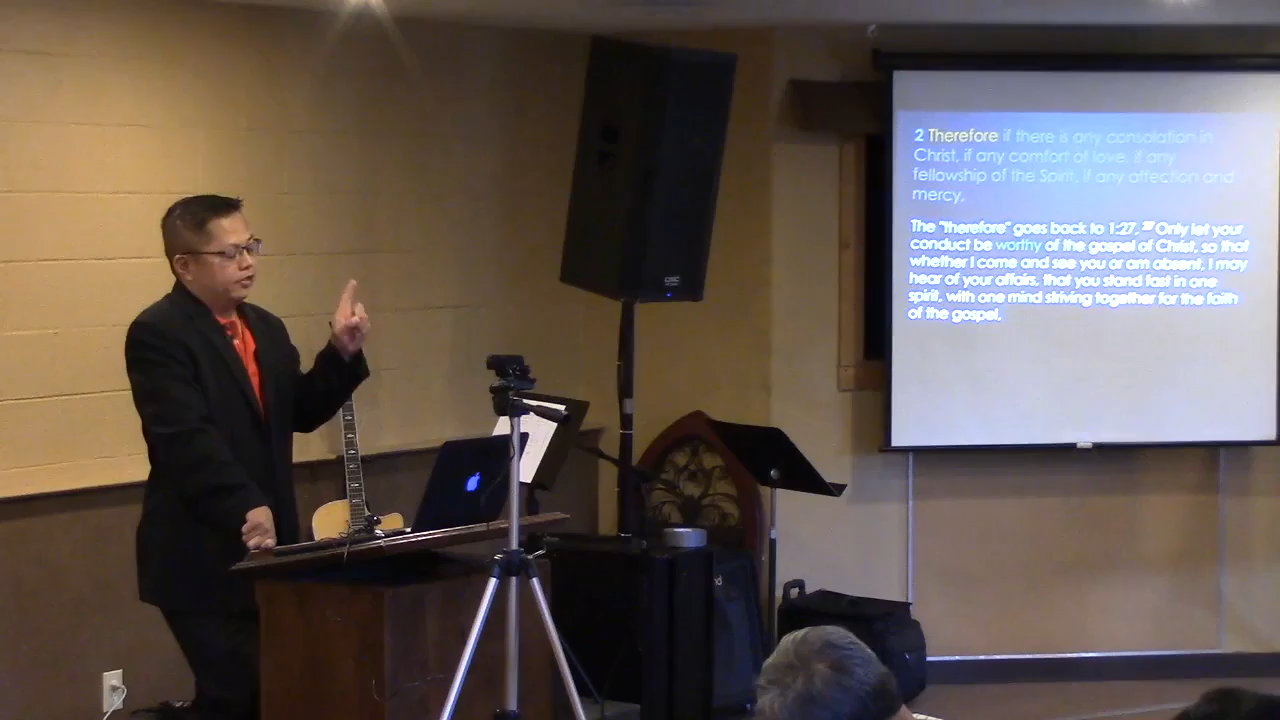 2 Therefore if there is any consolation in
Christ, if any comfort of love, if any
fellowship of the Spirit, if any affection and
mercy,
The "therefore" goes back to 1:27, 27 Only let your
conduct be worthy of the gospel of Christ, so that
whether I come and see you or am absent, I may
hear of your affairs, that you stand fast in one
spirit, with one mind striving together for the faith
of the gospel,
QSC